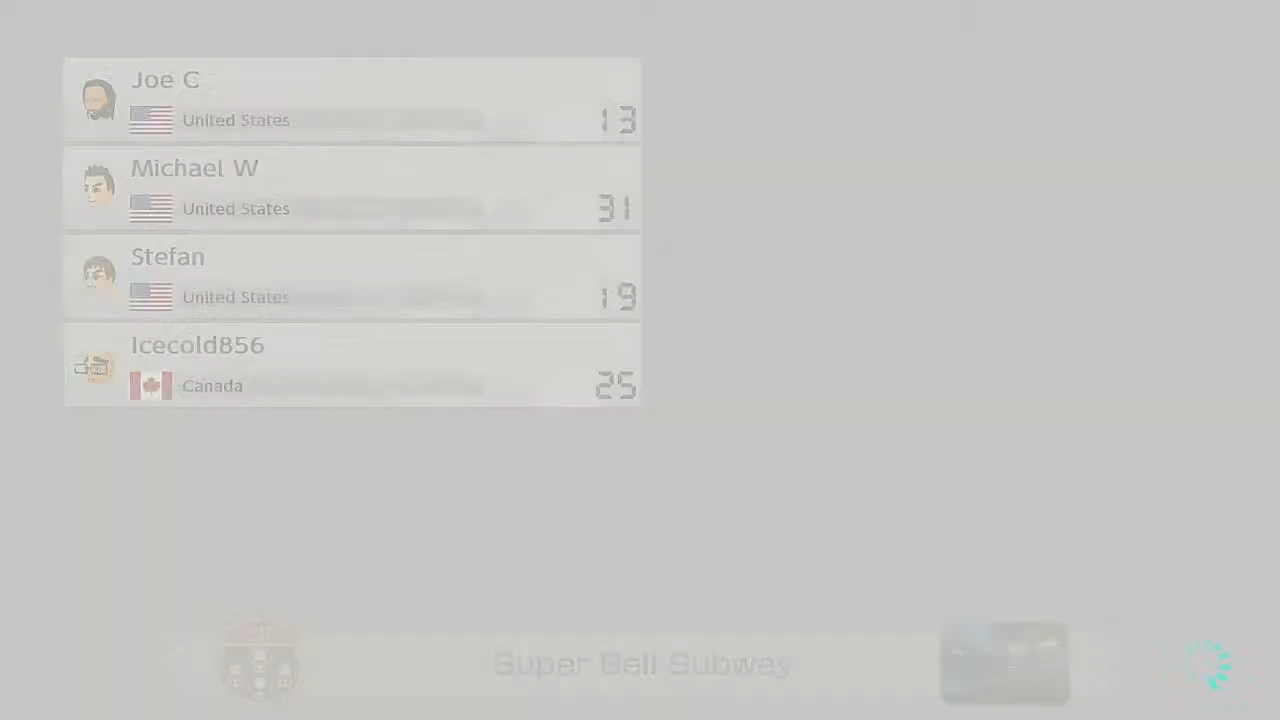 Joe C
United States
13
Michael W
United States
31
Stefan
United States
19
Icecold856
Canada
25
Super Bell Subway